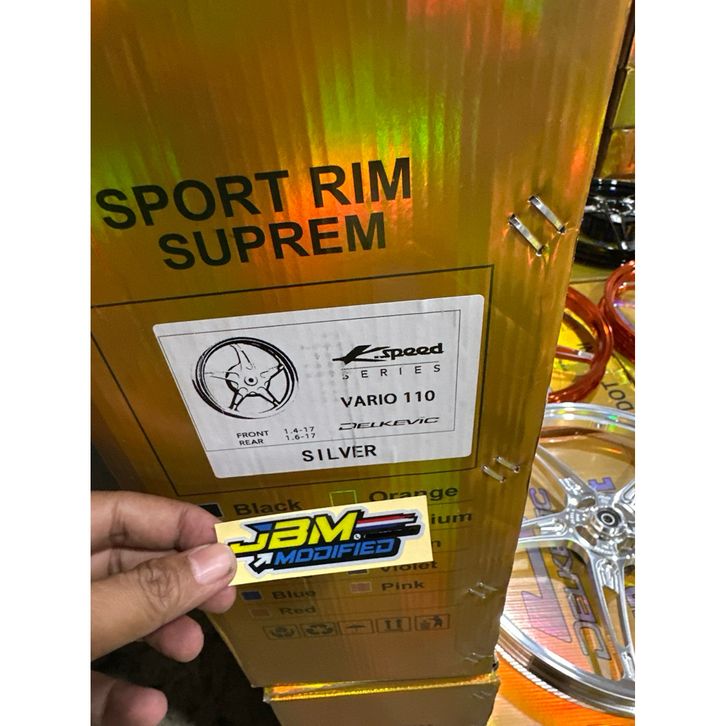 SPORT RIM
SUPREM
K-speed
SERIES
VARIO 110
FRONT 1.4-17
REAR 1.6-17
DELKEVIC
SILVER
Black Orange
JBM
MODIFIED
Violet
Blue Pink
Red
DELKEVIC